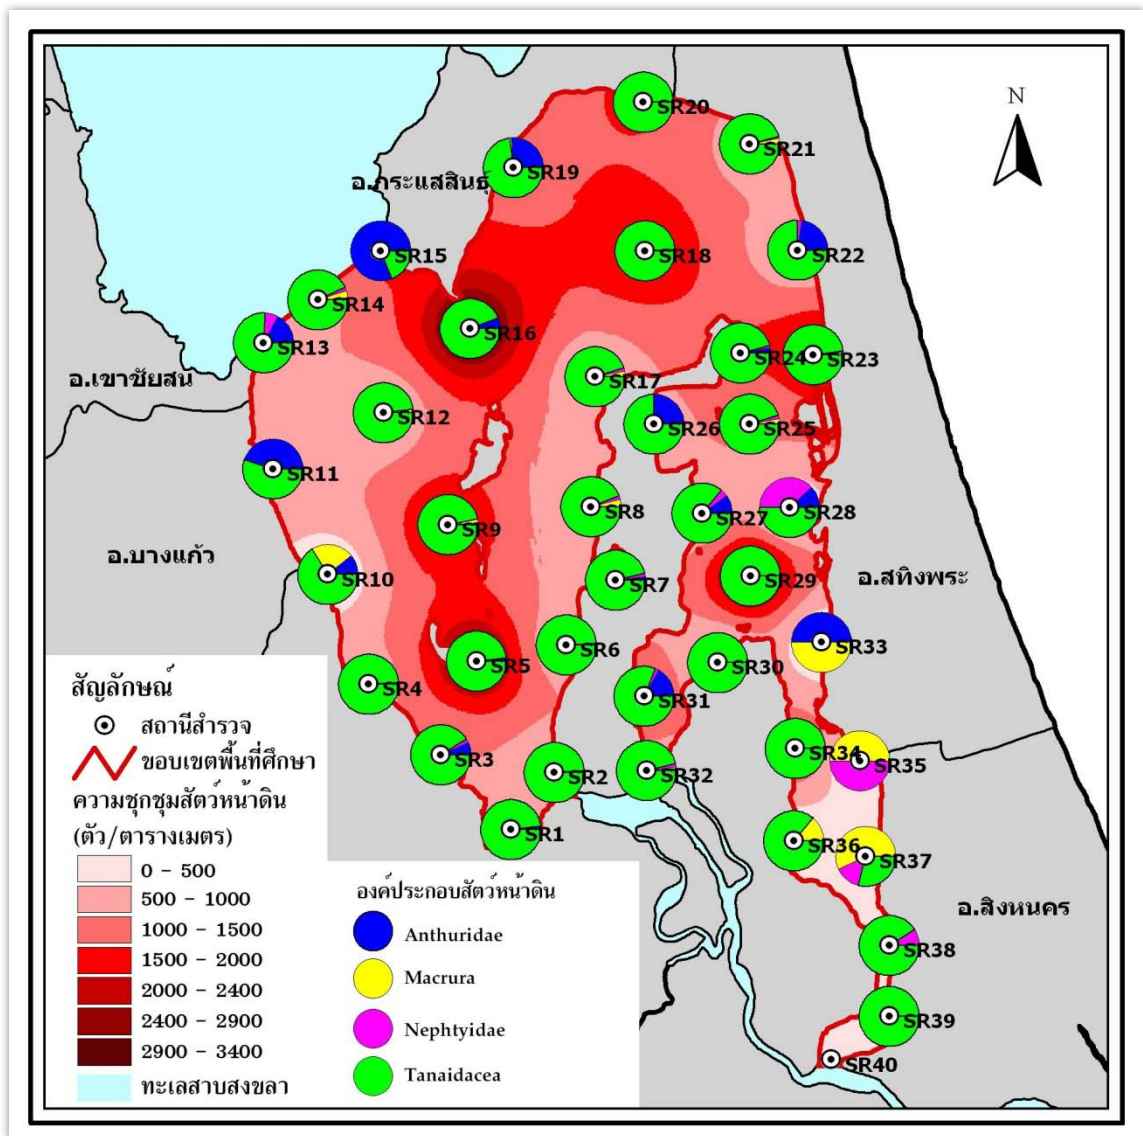 N
SR20
SR21
SR19
อ.กระแสสินธุ์
SR15
SR18
SR22
SR14
SR16
SR13
SR24
SR23
อ.เขาชัยสน
SR17
SR12
SR26
SR25
SR11
SR9
SR8
SR27
SR28
อ.บางแก้ว
SR10
SR7
SR29
อ.สทิงพระ
SR6
SR33
SR5
SR30
SR4
SR31
SR3
SR2
SR32
SR34
SR35
SR1
SR36
SR37
อ.สิงหนคร
SR38
SR39
SR40
สัญลักษณ์
สถานีสำรวจ
ขอบเขตพื้นที่ศึกษา
ความชุกชุมสัตว์หน้าดิน
(ตัว/ตารางเมตร)
0 - 500
500 - 1000
1000 - 1500
1500 - 2000
2000 - 2400
2400 - 2900
2900 - 3400
ทะเลสาบสงขลา
องค์ประกอบสัตว์หน้าดิน
Anthuridae
Macrura
Nephtyidae
Tanaidacea